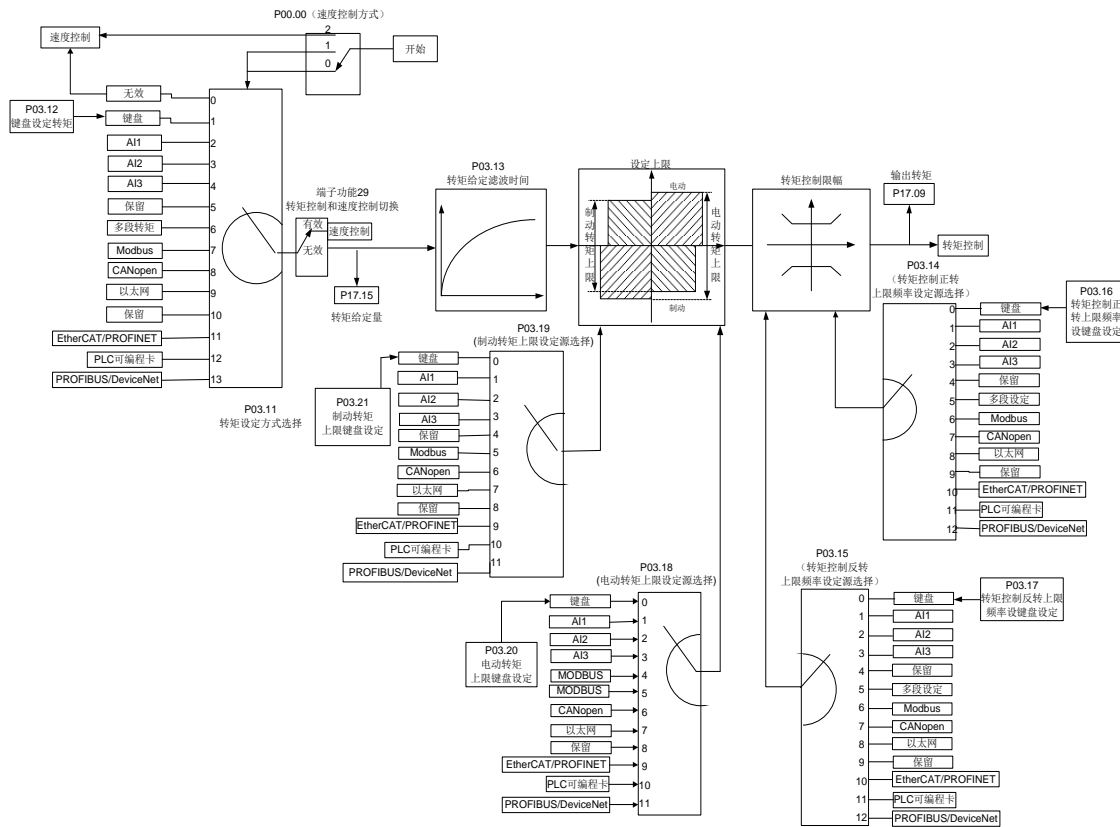 P00.00（速度控制方式）
2
1
0
开始
速度控制
P03.12
键盘设定转矩
无效
0
键盘
1
AI1
2
AI2
3
AI3
4
保留
5
多段转矩
6
Modbus
7
CANopen
8
以太网
9
保留
10
EtherCAT/PROFINET
11
PLC可编程卡
12
PROFIBUS/DeviceNet
13
P03.11
转矩设定方式选择
端子功能29
转矩控制和速度控制切换
有效
速度控制
无效
P17.15
转矩给定量
P03.13
转矩给定滤波时间
设定上限
电动
制动转矩上限
电动转矩上限
制动
转矩控制限幅
输出转矩
P17.09
转矩控制
P03.14
（转矩控制正转
上限频率设定源选择）
P03.16
转矩控制正
转上限频率
设键盘设定
0
键盘
1
AI1
2
AI2
3
AI3
4
保留
5
多段设定
6
Modbus
7
CANopen
8
以太网
9
保留
10
EtherCAT/PROFINET
11
PLC可编程卡
12
PROFIBUS/DeviceNet
P03.19
(制动转矩上限设定源选择)
P03.21
制动转矩
上限键盘设定
键盘
0
AI1
1
AI2
2
AI3
3
保留
4
Modbus
5
CANopen
6
以太网
7
保留
8
EtherCAT/PROFINET
9
PLC可编程卡
10
PROFIBUS/DeviceNet
11
P03.18
(电动转矩上限设定源选择)
P03.20
电动转矩
上限键盘设定
键盘
0
AI1
1
AI2
2
AI3
3
MODBUS
4
MODBUS
5
CANopen
6
以太网
7
保留
8
EtherCAT/PROFINET
9
PLC可编程卡
10
PROFIBUS/DeviceNet
11
P03.15
（转矩控制反转
上限频率设定源选择）
P03.17
转矩控制反转上限
频率设键盘设定
0
键盘
1
AI1
2
AI2
3
AI3
4
保留
5
多段设定
6
Modbus
7
CANopen
8
以太网
9
保留
10
EtherCAT/PROFINET
11
PLC可编程卡
12
PROFIBUS/DeviceNet